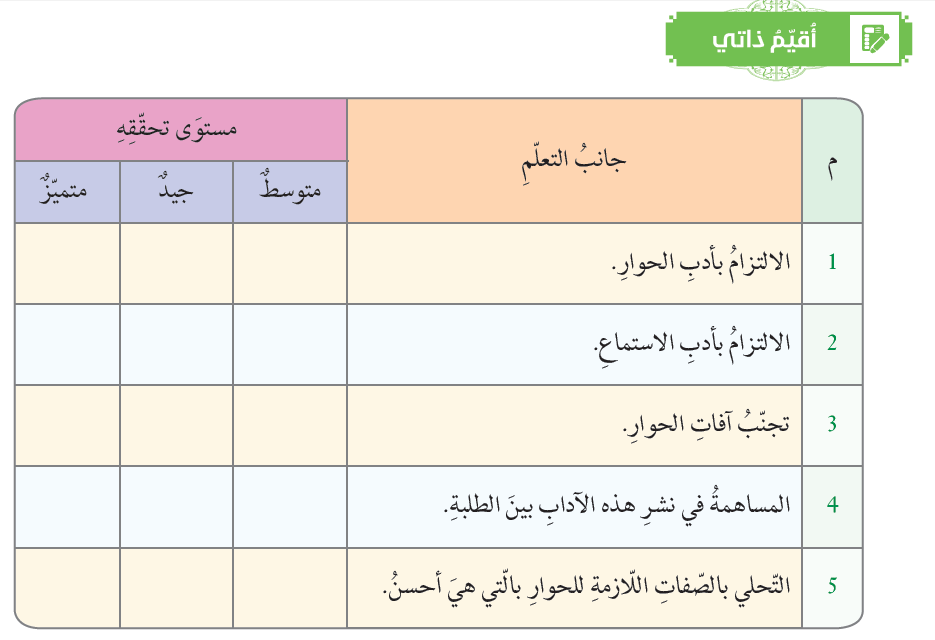 أُقيّمُ ذاتي
م
جانبُ التعلّمِ
مستوَى تحقّقِهِ
متوسطٌ
جيدٌ
متميّزٌ
1
الالتزامُ بأدبِ الحوارِ.
2
الالتزامُ بأدبِ الاستماعِ.
3
تجنّبُ آفاتِ الحوارِ.
4
المساهمةُ في نشرِ هذه الآدابِ بينَ الطلبةِ.
5
التّحلي بالصّفاتِ اللّازمةِ للحوارِ بالّتي هيَ أحسنُ.